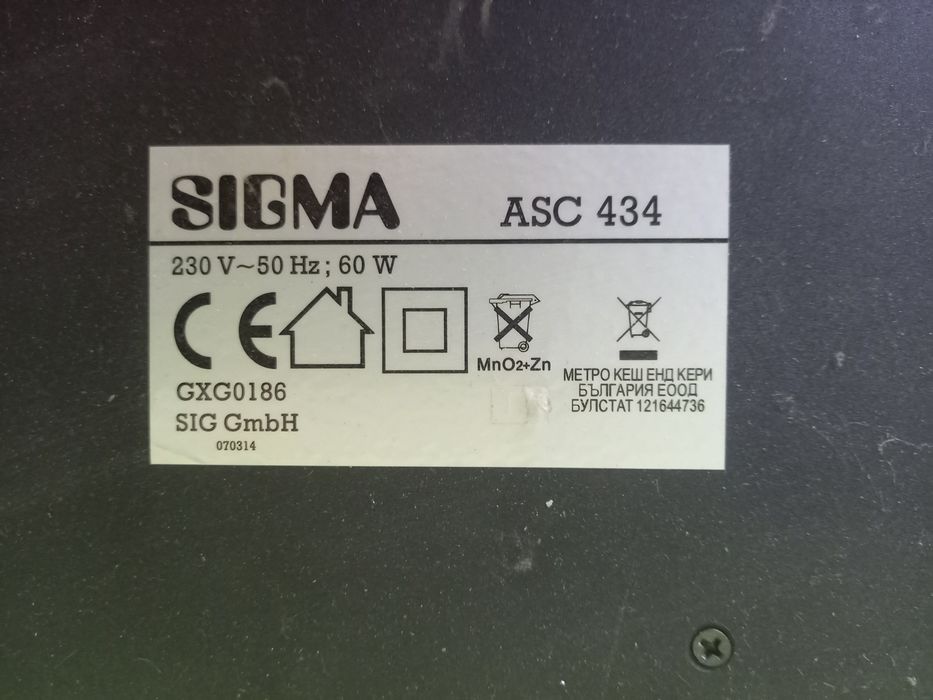 SIGMA ASC 434
230 V~50 Hz; 60 W
CE
MnO2+Zn
МЕТРО КЕШ ЕНД КЕРИ
БЪЛГАРИЯ ЕООД
БУЛСТАТ 121644736
GXG0186
SIG GmbH
070314